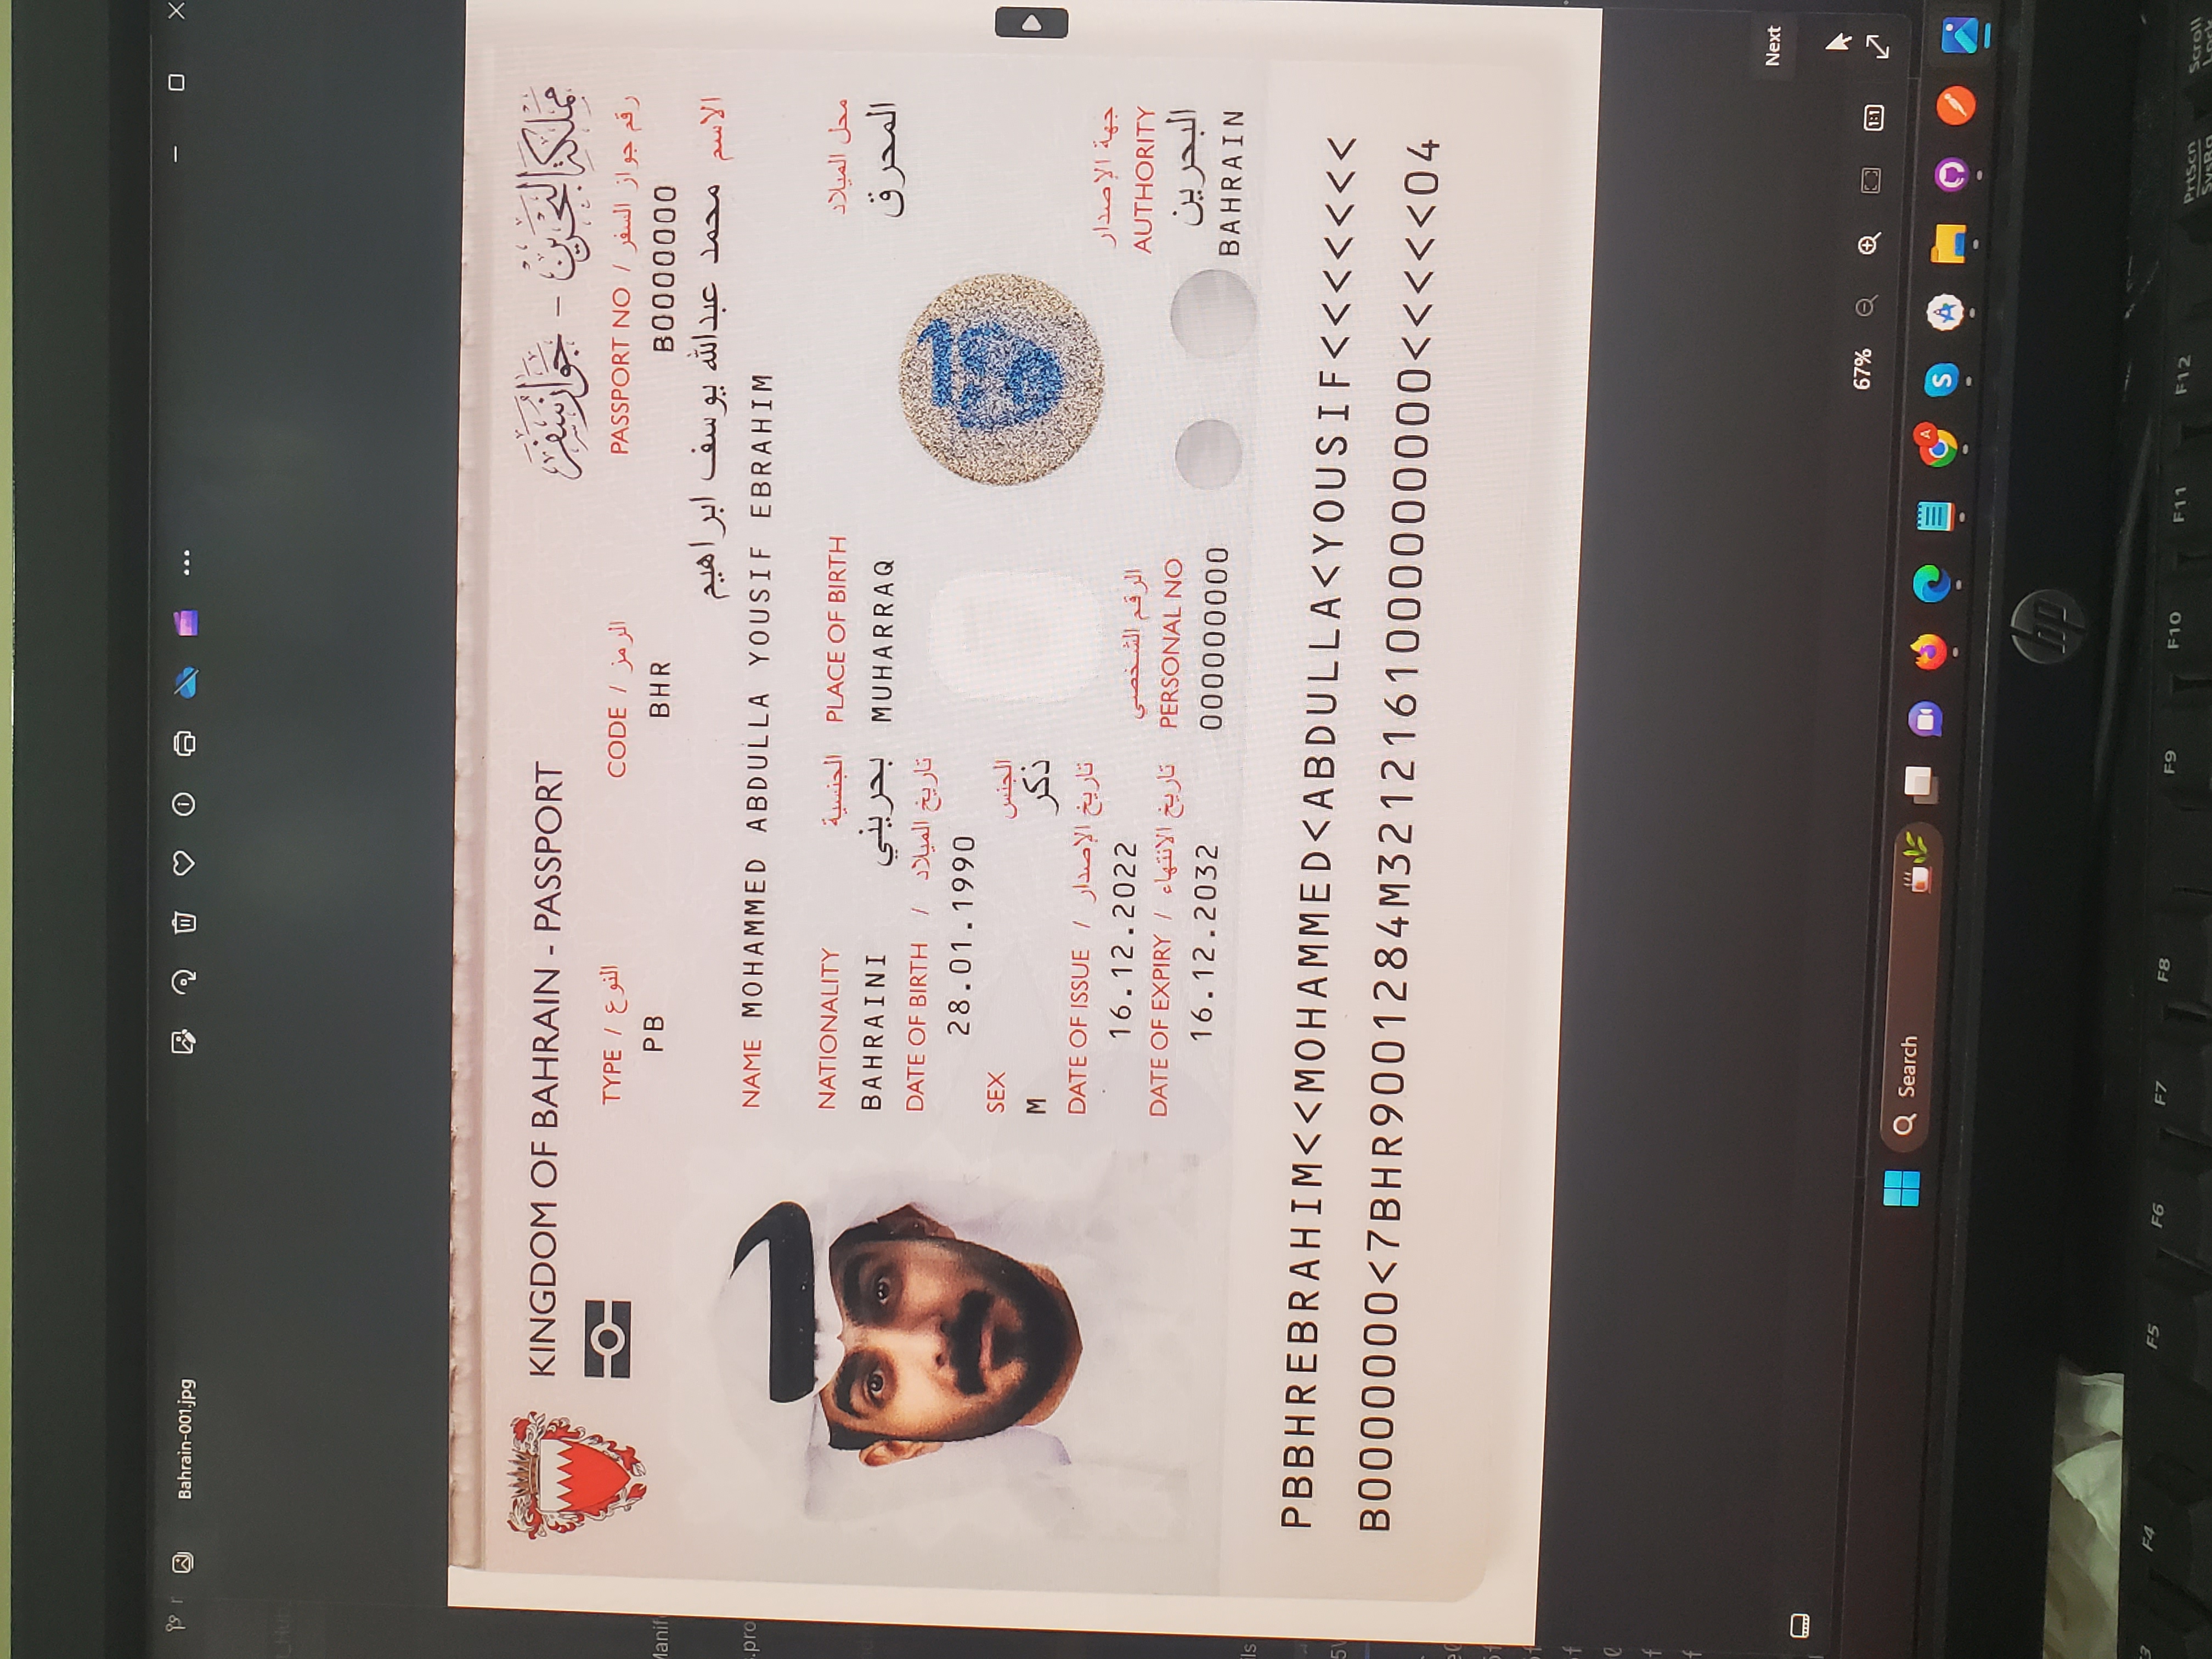 Bahrain-001.jpg
KINGDOM OF BAHRAIN - PASSPORT
مملكة البحرين - جواز سفر
TYPE / النوع
CODE / الرمز
PASSPORT NO / رقم جواز السفر
PB
BHR
B0000000
الاسم محمد عبدالله يوسف ابراهيم
NAME MOHAMMED ABDULLA YOUSIF EBRAHIM
NATIONALITY الجنسية
PLACE OF BIRTH محل الميلاد
BAHRAINI بحريني
MUHARRAQ المحرق
DATE OF BIRTH / تاريخ الميلاد
28.01.1990
SEX الجنس
M ذكر
DATE OF ISSUE / تاريخ الإصدار
16.12.2022
DATE OF EXPIRY / تاريخ الانتهاء
16.12.2032
الرقم الشخصي
PERSONAL NO
000000000
جهة الإصدار
AUTHORITY
البحرين
BAHRAIN
PBBHREBRAHIM<<MOHAMMED<ABDULLA<YOUSIF<<<<<<<
B0000000<7BHR9001284M3212161000000000<<<<<04
Next
67%
1:1
Search
A
S
hp
F4
F5
F6
F7
F8
F9
F10
F11
F12
PrtScn
SysRq
Scroll
Lock